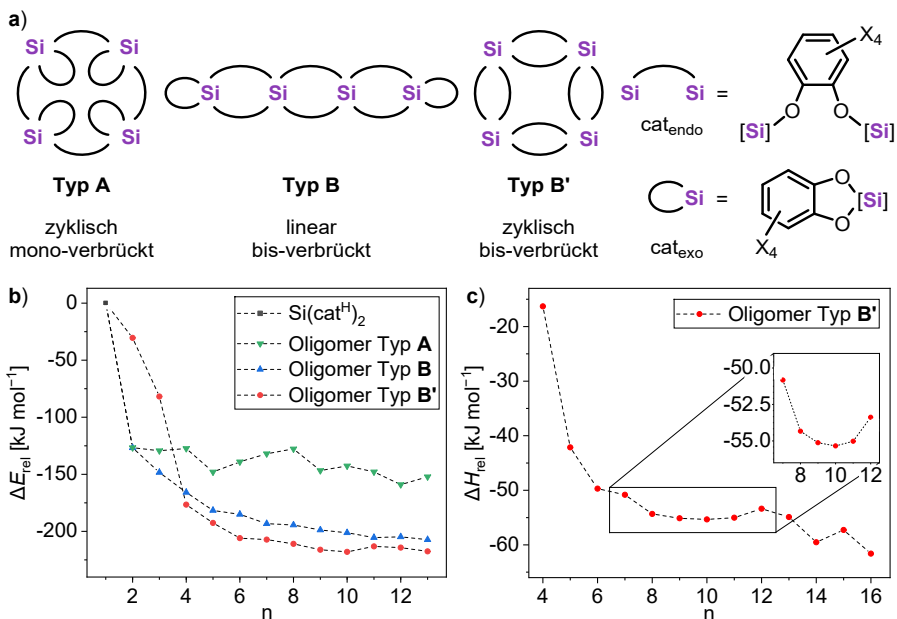 a)
Si Si
Si Si
Typ A
zyklisch
mono-verbrückt
Si Si Si Si
Typ B
linear
bis-verbrückt
Si Si
Si Si
Typ B'
zyklisch
bis-verbrückt
Si Si =
cat_endo
X4
O O
[Si] [Si]
Si =
cat_exo
O
[Si]
O
X4
b)
0
-25
-50
-75
-100
-125
-150
-175
-200
ΔE_rel [kJ mol⁻¹]
2 4 6 8 10 12
n
Si(cat^H)2
Oligomer Typ A
Oligomer Typ B
Oligomer Typ B'
c)
-20
-30
-40
-50
-60
ΔH_rel [kJ mol⁻¹]
4 6 8 10 12 14 16
n
Oligomer Typ B'
-50.0
-52.5
-55.0
8 10 12